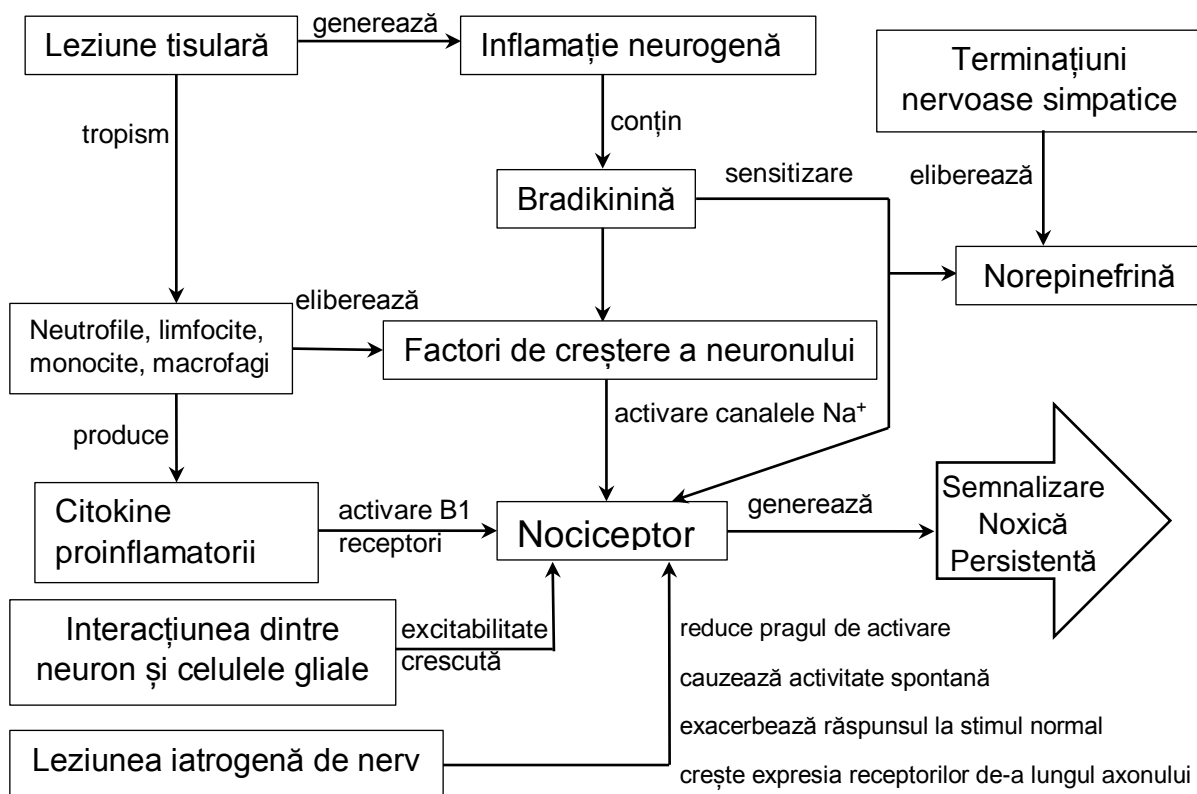 Leziune tisulară
generează
Inflamație neurogenă
Terminațiuni
nervoase simpatice
tropism
conțin
sensitizare
eliberează
Bradikinină
Norepinefrină
eliberează
Neutrofile, limfocite,
monocite, macrofagi
Factori de creștere a neuronului
activare canalele Na⁺
produce
Citokine
proinflamatorii
activare B1
receptori
Nociceptor
generează
Semnalizare
Noxică
Persistentă
Interacțiunea dintre
neuron și celulele gliale
excitabilitate
crescută
reduce pragul de activare
cauzează activitate spontană
exacerbează răspunsul la stimul normal
crește expresia receptorilor de-a lungul axonului
Leziunea iatrogenă de nerv